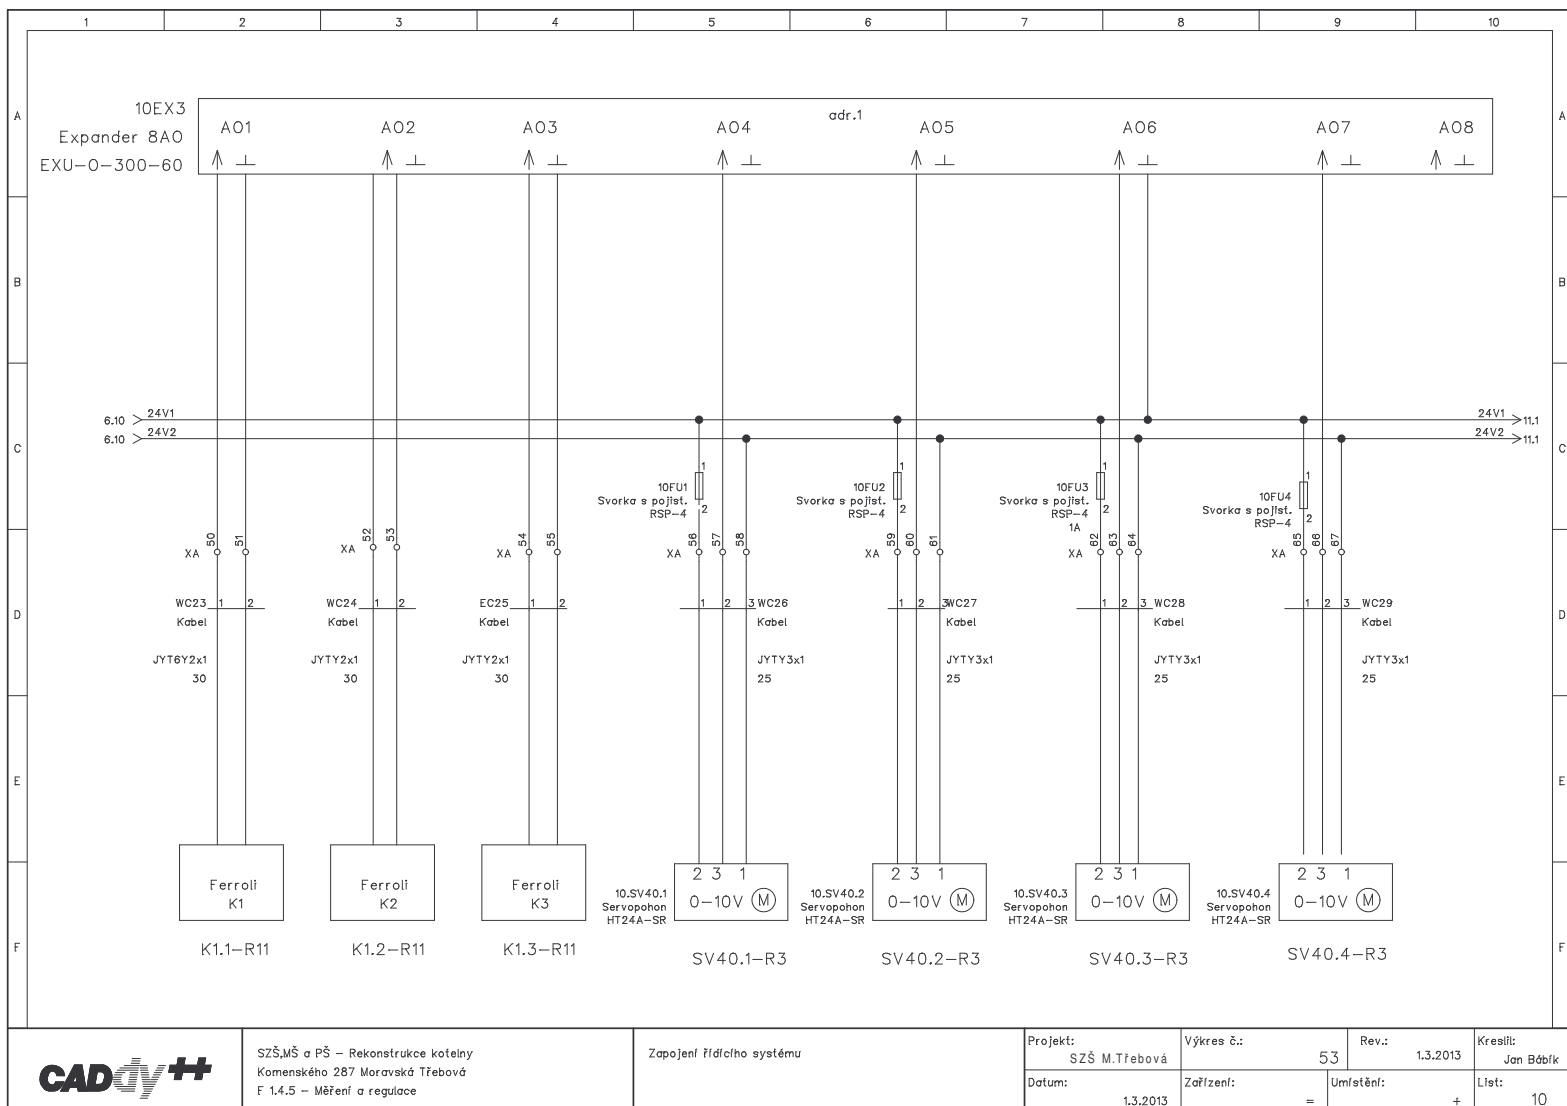 1 2 3 4 5 6 7 8 9 10
A A
10EX3
Expander 8AO
EXU-0-300-60
adr.1
AO1 AO2 AO3 AO4 AO5 AO6 AO7 AO8
B B
6.10 24V1 24V1 11.1
6.10 24V2 24V2 11.1
C C
1 1 1 1
10FU1 10FU2 10FU3 10FU4
Svorka s pojist. Svorka s pojist. Svorka s pojist. Svorka s pojist.
RSP-4 2 RSP-4 2 RSP-4 2 RSP-4 2
1A
XA 50 51 XA 52 53 XA 54 55 XA 56 57 58 XA 59 60 61 XA 62 63 64 XA 65 66 67
D D
WC23 1 2 WC24 1 2 EC25 1 2 1 2 3 WC26 1 2 3 WC27 1 2 3 WC28 1 2 3 WC29
Kabel Kabel Kabel Kabel Kabel Kabel Kabel
JYT6Y2x1 JYTY2x1 JYTY2x1 JYTY3x1 JYTY3x1 JYTY3x1 JYTY3x1
30 30 30 25 25 25 25
E E
Ferroli Ferroli Ferroli
K1 K2 K3
2 3 1 2 3 1 2 3 1 2 3 1
0-10V M 0-10V M 0-10V M 0-10V M
10.SV40.1 10.SV40.2 10.SV40.3 10.SV40.4
Servopohon Servopohon Servopohon Servopohon
HT24A-SR HT24A-SR HT24A-SR HT24A-SR
F F
K1.1-R11 K1.2-R11 K1.3-R11 SV40.1-R3 SV40.2-R3 SV40.3-R3 SV40.4-R3
CADdy++
SZŠ,MŠ a PŠ - Rekonstrukce kotelny
Komenského 287 Moravská Třebová
F 1.4.5 - Měření a regulace
Zapojení řídícího systému
Projekt:
SZŠ M.Třebová
Výkres č.:
53
Rev.:
1.3.2013
Kreslil:
Jan Bábík
Datum:
1.3.2013
Zařízení:
=
Umístění:
+
List:
10